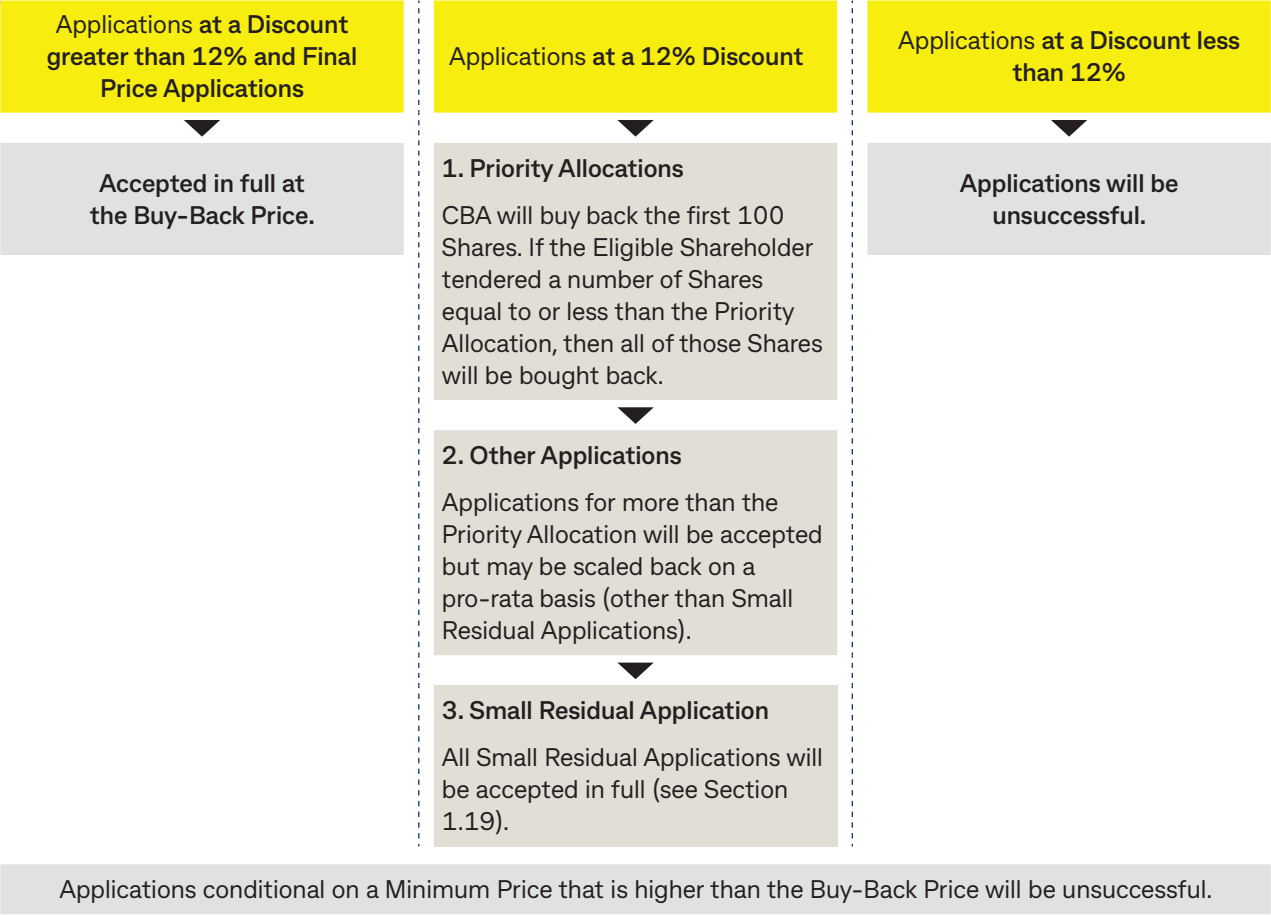 Applications at a Discount
greater than 12% and Final
Price Applications
Accepted in full at
the Buy-Back Price.
Applications at a 12% Discount
1. Priority Allocations
CBA will buy back the first 100
Shares. If the Eligible Shareholder
tendered a number of Shares
equal to or less than the Priority
Allocation, then all of those Shares
will be bought back.
2. Other Applications
Applications for more than the
Priority Allocation will be accepted
but may be scaled back on a
pro-rata basis (other than Small
Residual Applications).
3. Small Residual Application
All Small Residual Applications will
be accepted in full (see Section
1.19).
Applications at a Discount less
than 12%
Applications will be
unsuccessful.
Applications conditional on a Minimum Price that is higher than the Buy-Back Price will be unsuccessful.